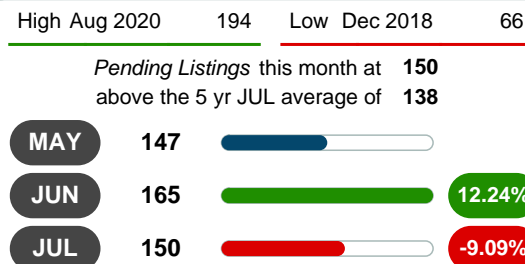 High Aug 2020 194 Low Dec 2018 66
Pending Listings this month at 150
above the 5 yr JUL average of 138
MAY 147
JUN 165 12.24%
JUL 150 -9.09%